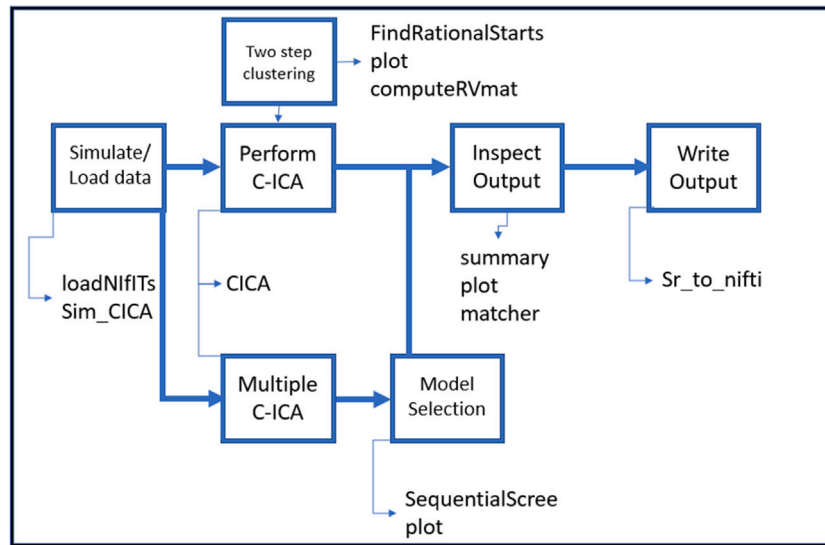 Two step
clustering
FindRationalStarts
plot
computeRVmat
Simulate/
Load data
Perform
C-ICA
Inspect
Output
Write
Output
loadNIfITs
Sim_CICA
CICA
summary
plot
matcher
Sr_to_nifti
Multiple
C-ICA
Model
Selection
SequentialScree
plot